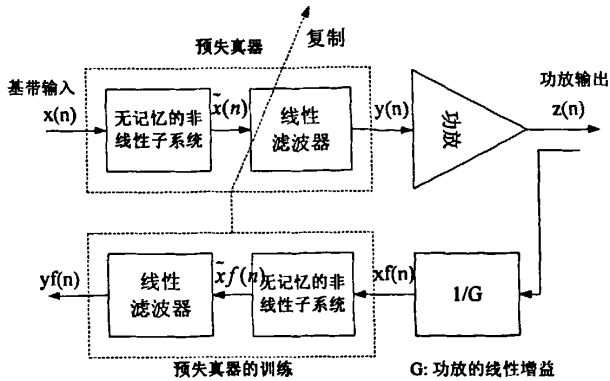 预失真器
复制
基带输入
x(n)
无记忆的非
线性子系统
x̃(n)
线性
滤波器
y(n)
功放
功放输出
z(n)
yf(n)
线性
滤波器
x̃f(n)
无记忆的非
线性子系统
xf(n)
1/G
预失真器的训练
G: 功放的线性增益